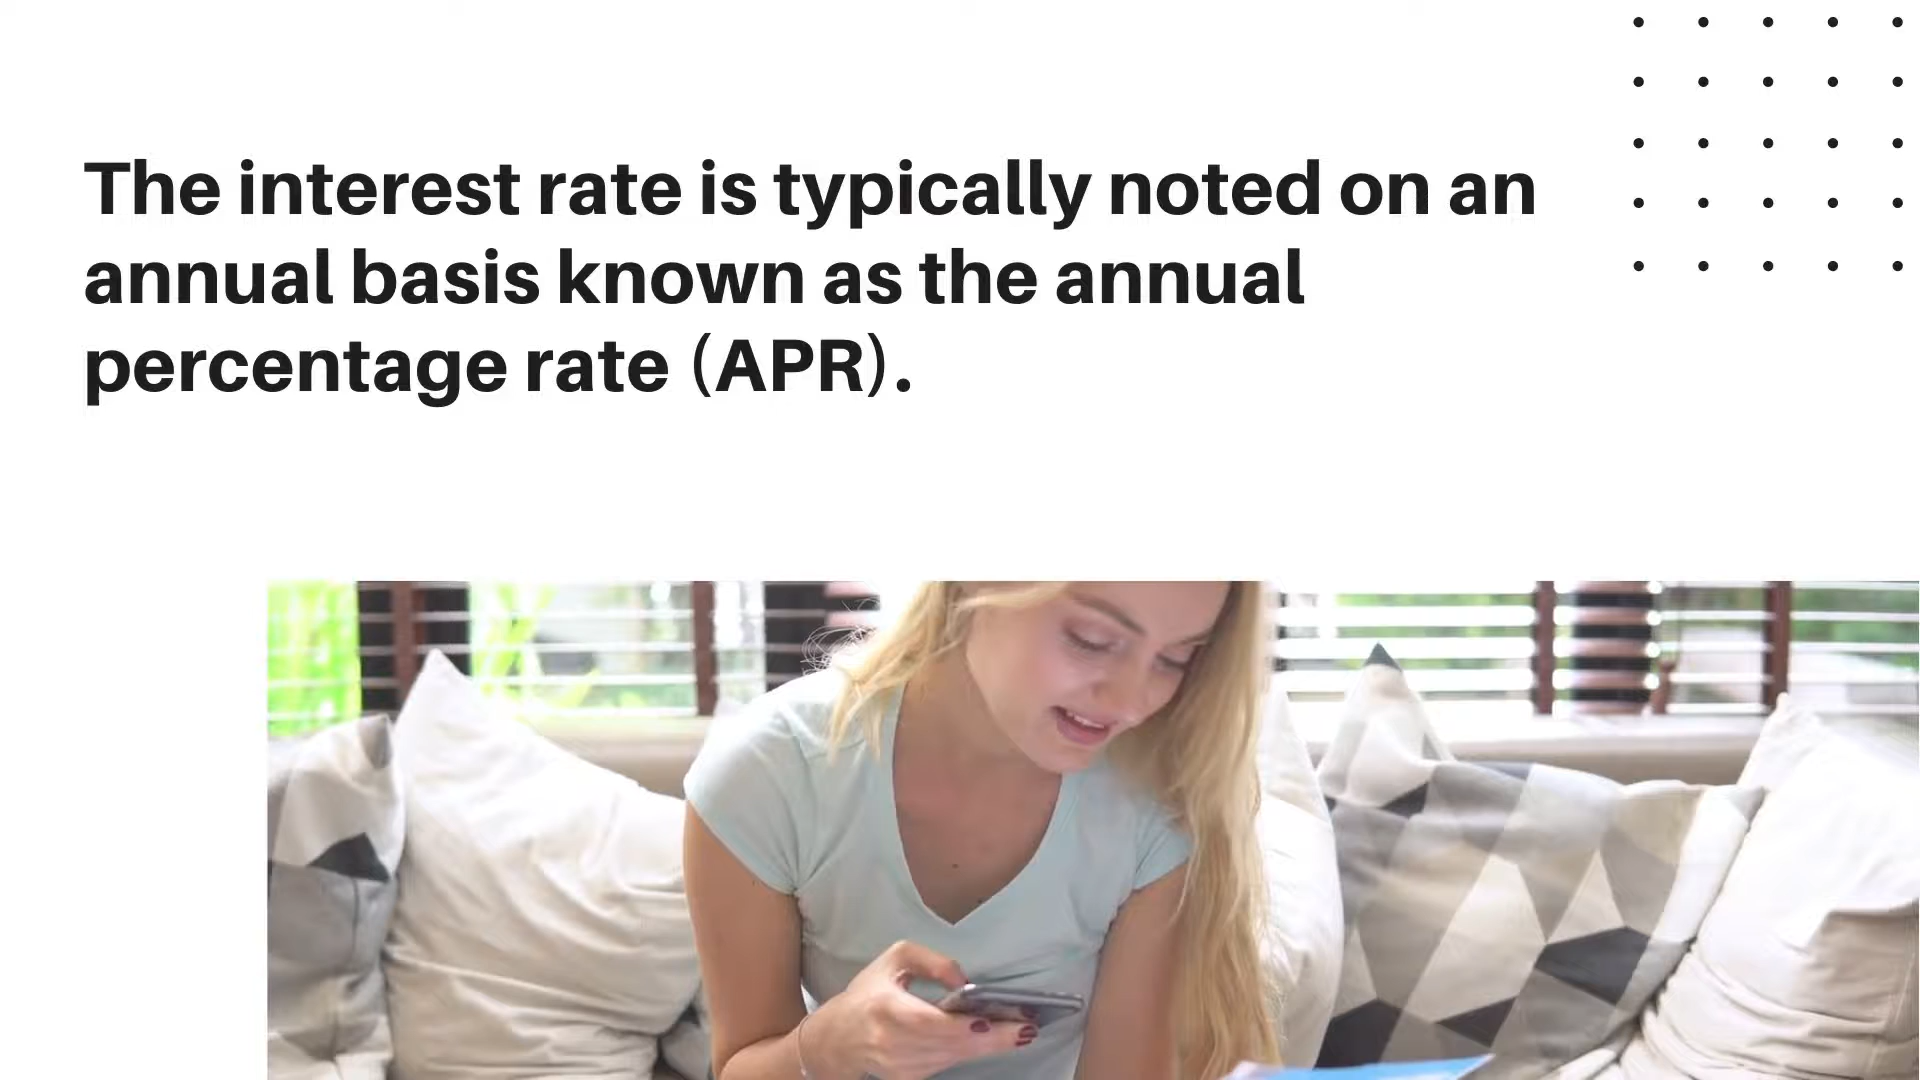 The interest rate is typically noted on an
annual basis known as the annual
percentage rate (APR).